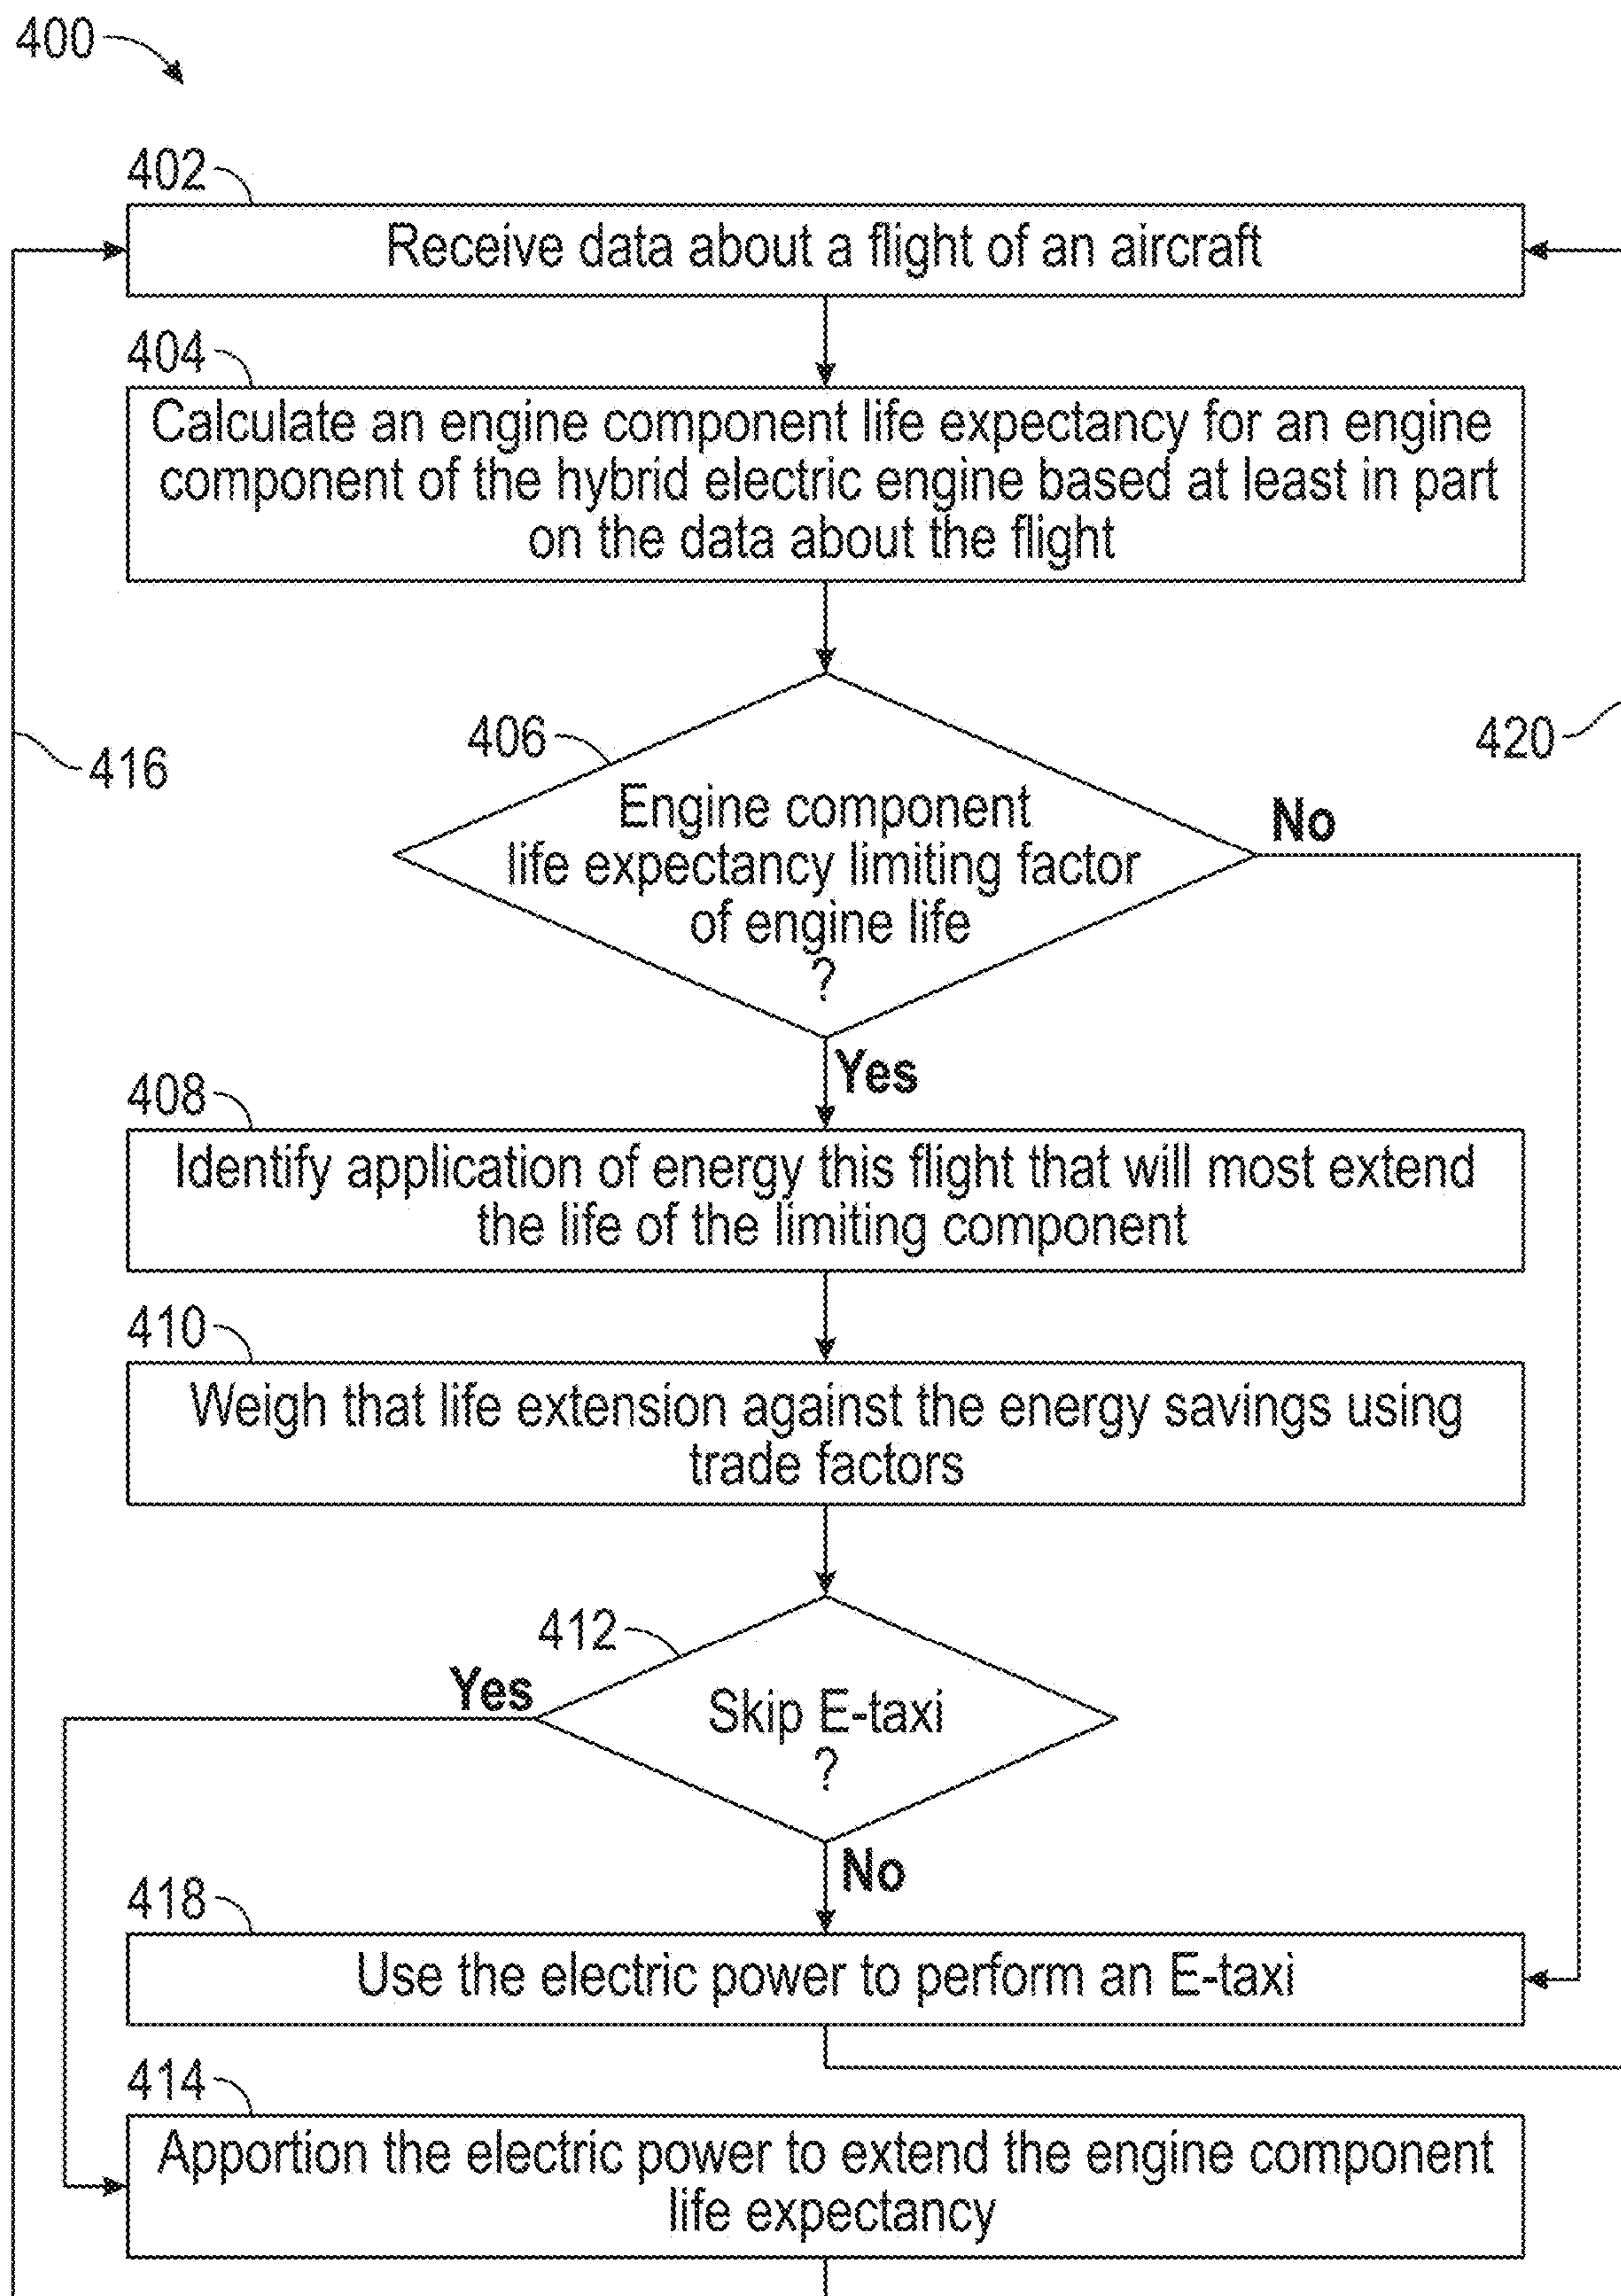 400
402
Receive data about a flight of an aircraft
404
Calculate an engine component life expectancy for an engine
component of the hybrid electric engine based at least in part
on the data about the flight
406
416
420
Engine component
life expectancy limiting factor
of engine life
?
No
Yes
408
Identify application of energy this flight that will most extend
the life of the limiting component
410
Weigh that life extension against the energy savings using
trade factors
412
Yes
Skip E-taxi
?
No
418
Use the electric power to perform an E-taxi
414
Apportion the electric power to extend the engine component
life expectancy